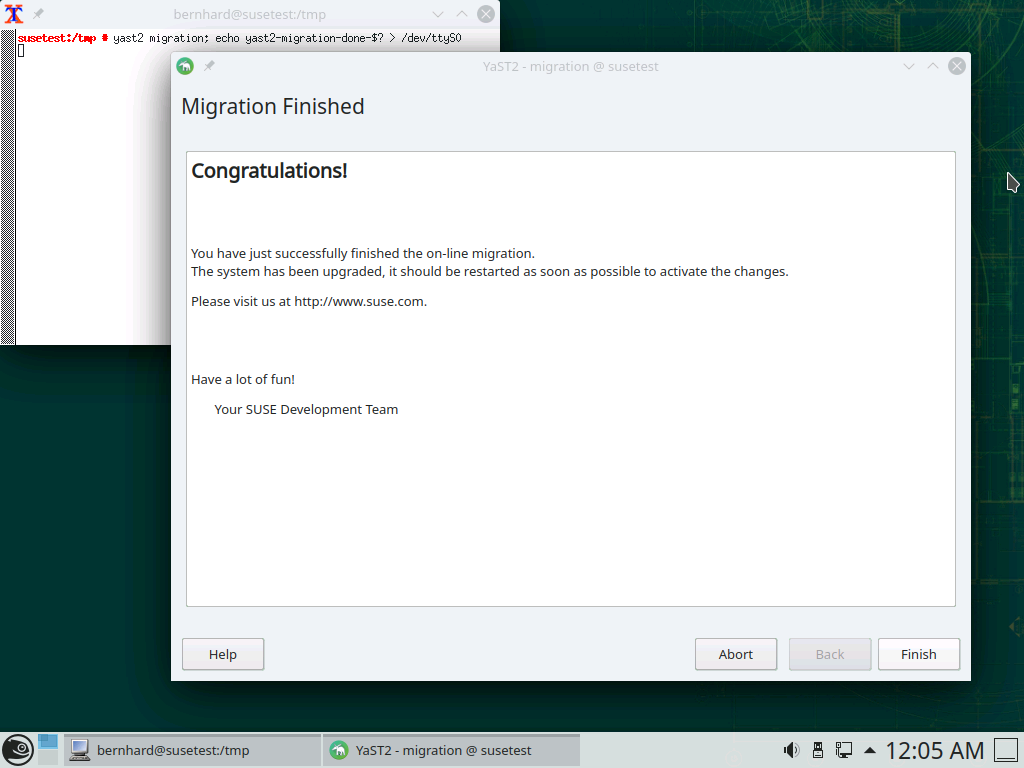 bernhard@susetest:/tmp
susetest:/tmp # yast2 migration; echo yast2-migration-done-$? > /dev/ttyS0
YaST2 - migration @ susetest
Migration Finished
Congratulations!
You have just successfully finished the on-line migration.
The system has been upgraded, it should be restarted as soon as possible to activate the changes.
Please visit us at http://www.suse.com.
Have a lot of fun!
Your SUSE Development Team
Help
Abort
Back
Finish
bernhard@susetest:/tmp
YaST2 - migration @ susetest
12:05 AM